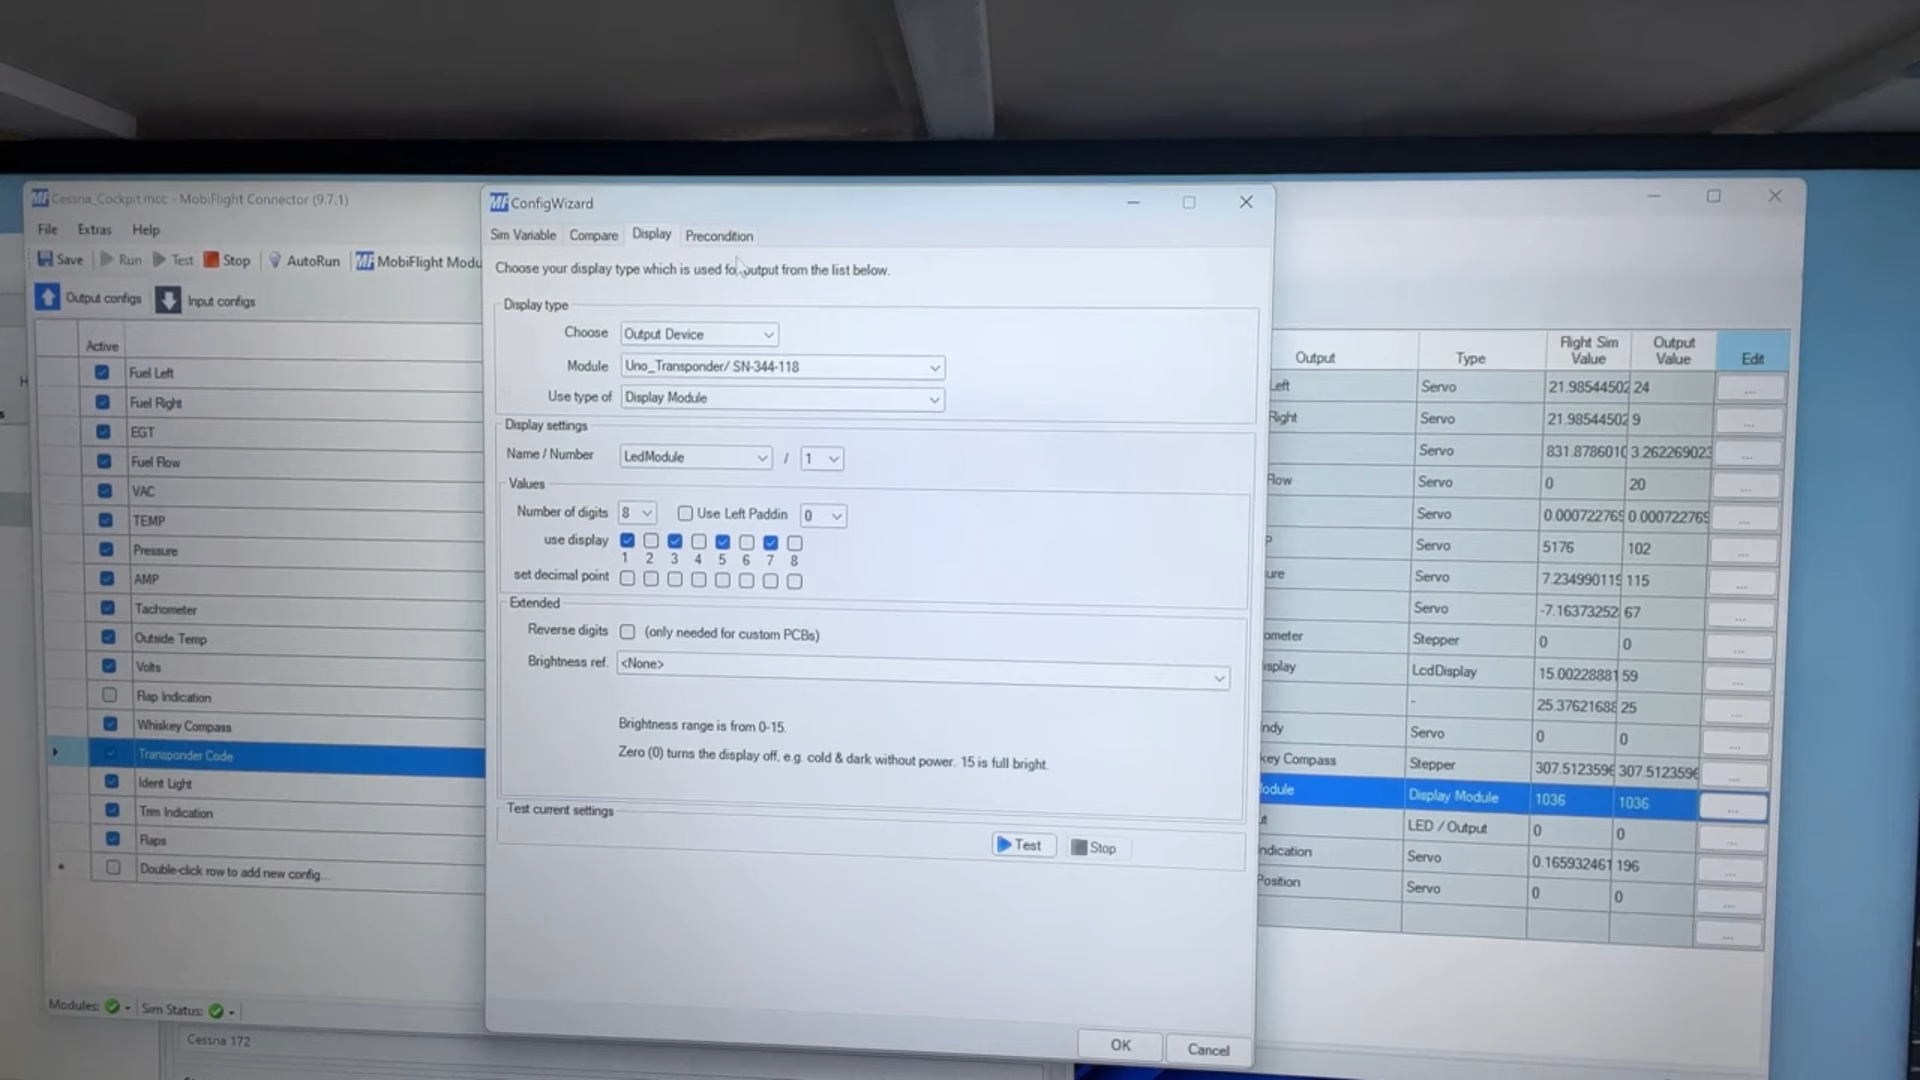 Cessna_Cockpit.mcc - MobiFlight Connector (9.7.1)
File Extras Help
Save Run Test Stop AutoRun MobiFlight Modu
Output configs Input configs
Active
Fuel Left
Fuel Right
EGT
Fuel Flow
VAC
TEMP
Pressure
AMP
Tachometer
Outside Temp
Volts
Flap Indication
Whiskey Compass
Transponder Code
Ident Light
Trim Indication
Flaps
Double-click row to add new config...
Modules: Sim Status:
Cessna 172
ConfigWizard
Sim Variable Compare Display Precondition
Choose your display type which is used for output from the list below.
Display type
Choose Output Device
Module Uno_Transponder/ SN-344-118
Use type of Display Module
Display settings
Name / Number LedModule / 1
Values
Number of digits 8 Use Left Paddin 0
use display
1 2 3 4 5 6 7 8
set decimal point
Extended
Reverse digits (only needed for custom PCBs)
Brightness ref. <None>
Brightness range is from 0-15.
Zero (0) turns the display off, e.g. cold & dark without power. 15 is full bright.
Test current settings
Test Stop
OK Cancel
Output Type Flight Sim Value Output Value Edit
Left Servo 21.98544502 24 ...
Right Servo 21.98544502 9 ...
Servo 831.8786010 3.262269023 ...
Flow Servo 0 20 ...
Servo 0.000722769 0.000722769 ...
P Servo 5176 102 ...
ure Servo 7.234990119 115 ...
Servo -7.16373252 67 ...
ometer Stepper 0 0 ...
isplay LcdDisplay 15.00228881 59 ...
- 25.37621688 25 ...
ndy Servo 0 0 ...
key Compass Stepper 307.5123596 307.5123596 ...
odule Display Module 1036 1036 ...
ut LED / Output 0 0 ...
ndication Servo 0.165932461 196 ...
Position Servo 0 0 ...
...